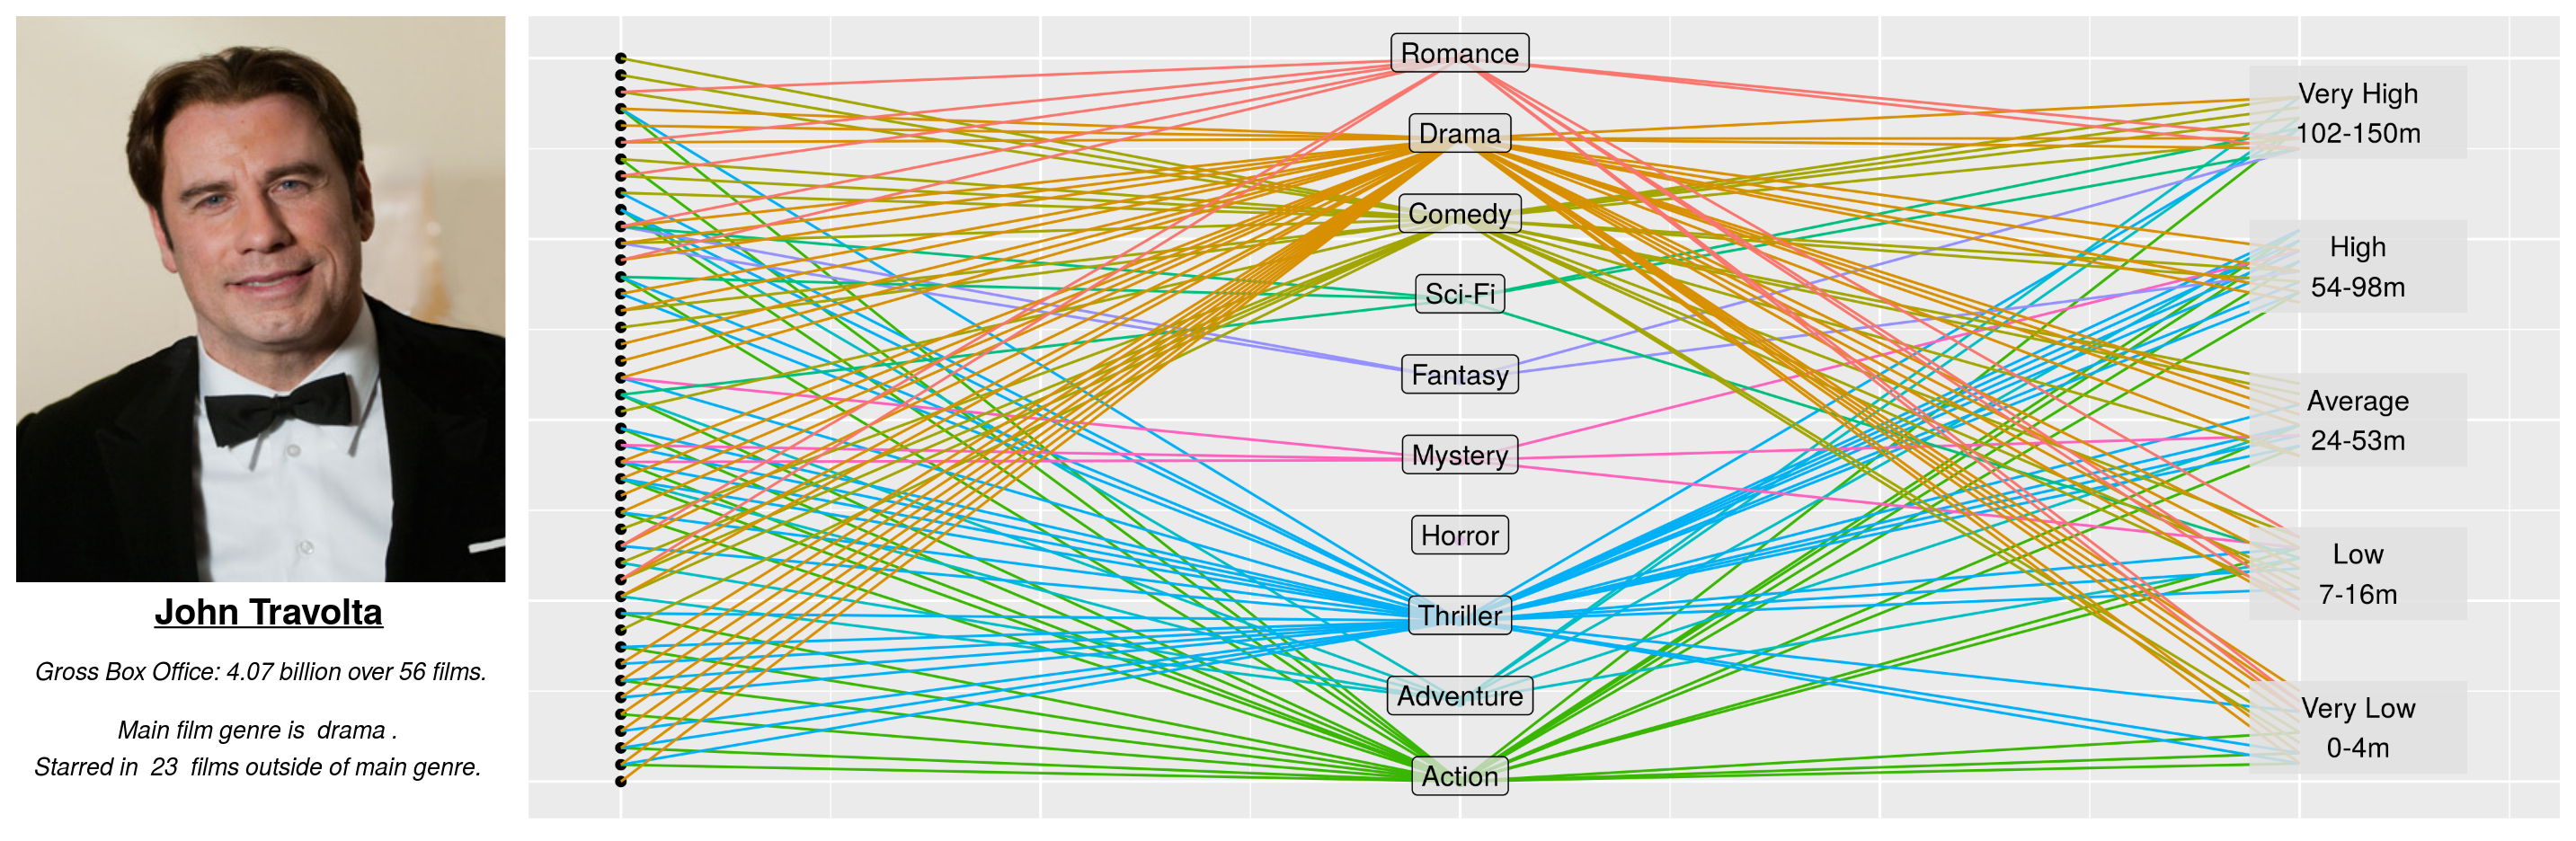 John Travolta
Gross Box Office: 4.07 billion over 56 films.
Main film genre is  drama .
Starred in  23  films outside of main genre.
Romance
Drama
Comedy
Sci-Fi
Fantasy
Mystery
Horror
Thriller
Adventure
Action
Very High
102-150m
High
54-98m
Average
24-53m
Low
7-16m
Very Low
0-4m